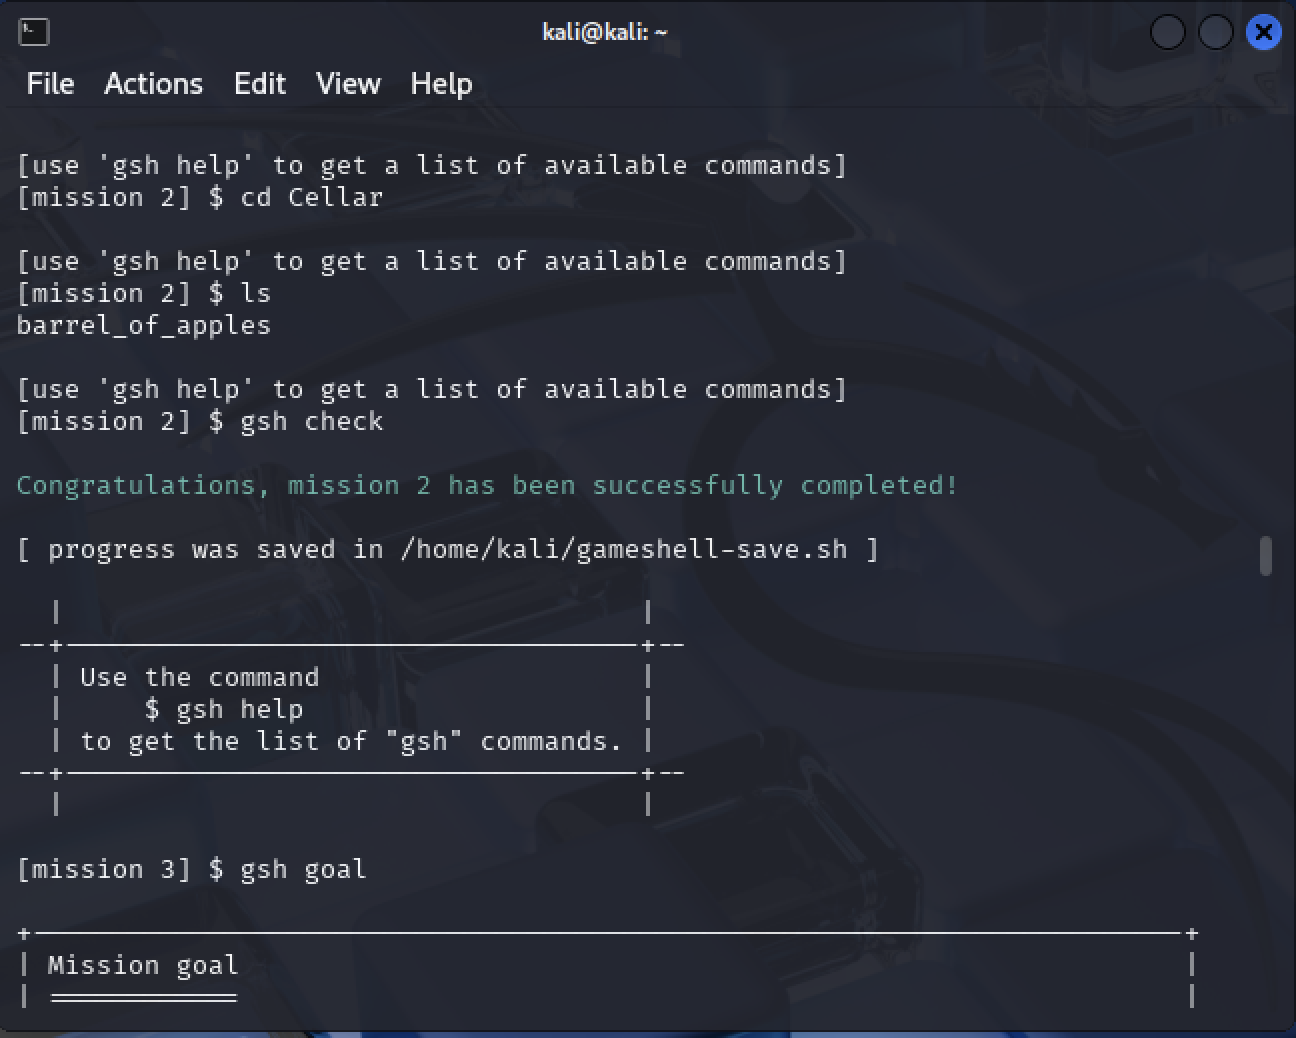 kali@kali: ~
File Actions Edit View Help
[use 'gsh help' to get a list of available commands]
[mission 2] $ cd Cellar
[use 'gsh help' to get a list of available commands]
[mission 2] $ ls
barrel_of_apples
[use 'gsh help' to get a list of available commands]
[mission 2] $ gsh check
Congratulations, mission 2 has been successfully completed!
[ progress was saved in /home/kali/gameshell-save.sh ]
Use the command
$ gsh help
to get the list of "gsh" commands.
[mission 3] $ gsh goal
Mission goal